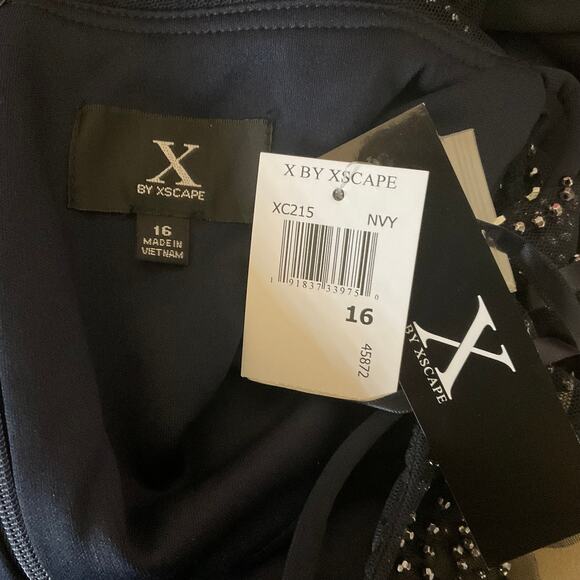 X
BY XSCAPE
16
MADE IN
VIETNAM
X BY XSCAPE
XC215 NVY
1 91837 33975 0
16
45872
X
BY XSCAPE